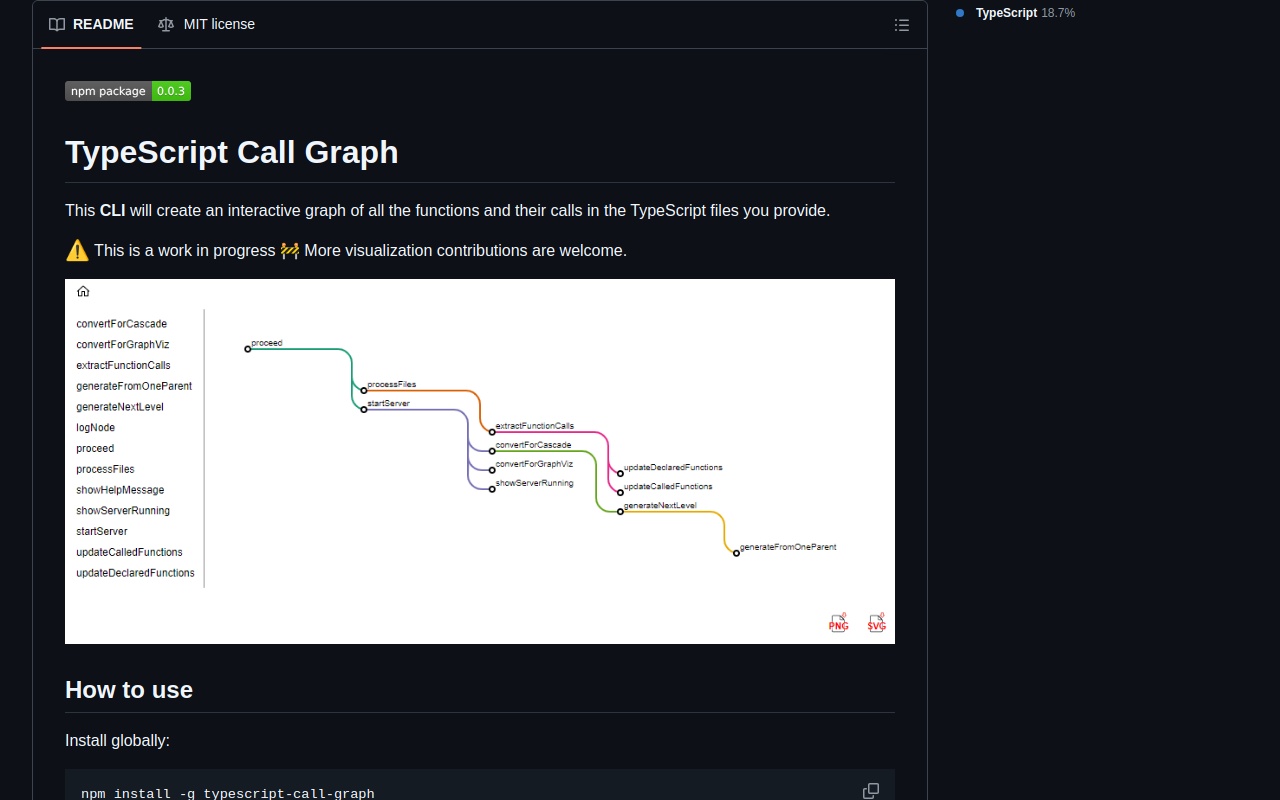 README
MIT license
TypeScript 18.7%
npm package 0.0.3
TypeScript Call Graph
This CLI will create an interactive graph of all the functions and their calls in the TypeScript files you provide.
⚠️ This is a work in progress 🚧 More visualization contributions are welcome.
convertForCascade
convertForGraphViz
extractFunctionCalls
generateFromOneParent
generateNextLevel
logNode
proceed
processFiles
showHelpMessage
showServerRunning
startServer
updateCalledFunctions
updateDeclaredFunctions
proceed
processFiles
startServer
extractFunctionCalls
convertForCascade
convertForGraphViz
showServerRunning
updateDeclaredFunctions
updateCalledFunctions
generateNextLevel
generateFromOneParent
PNG
SVG
How to use
Install globally:
npm install -g typescript-call-graph